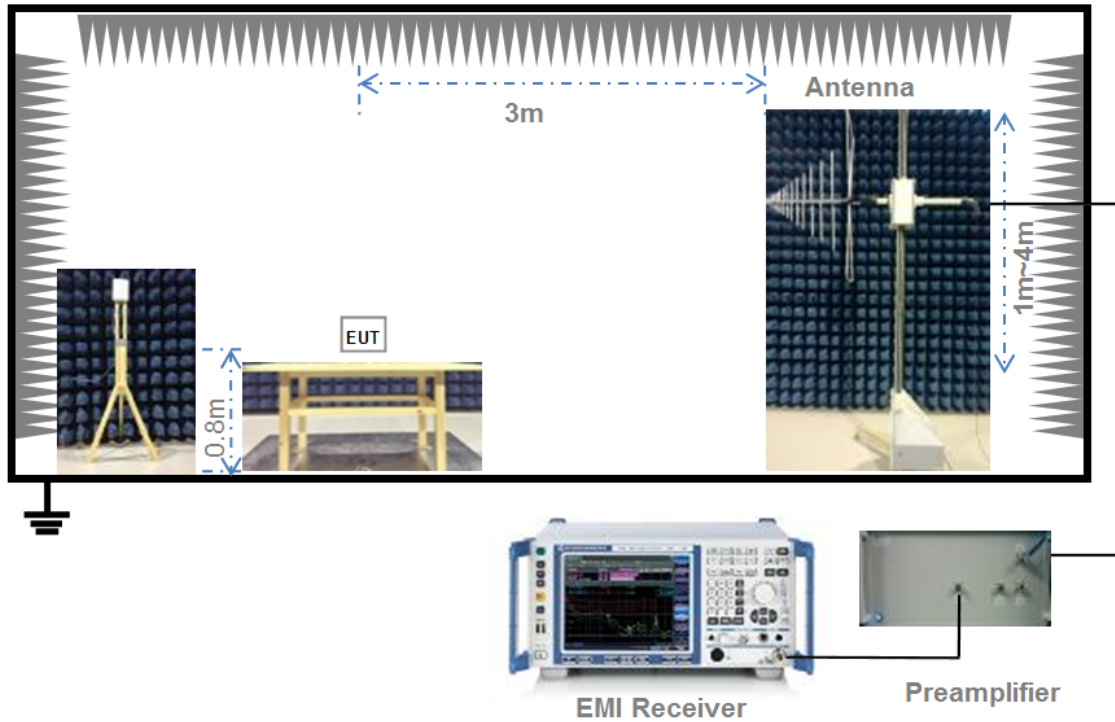 Antenna
3m
1m~4m
EUT
0.8m
EMI Receiver
Preamplifier